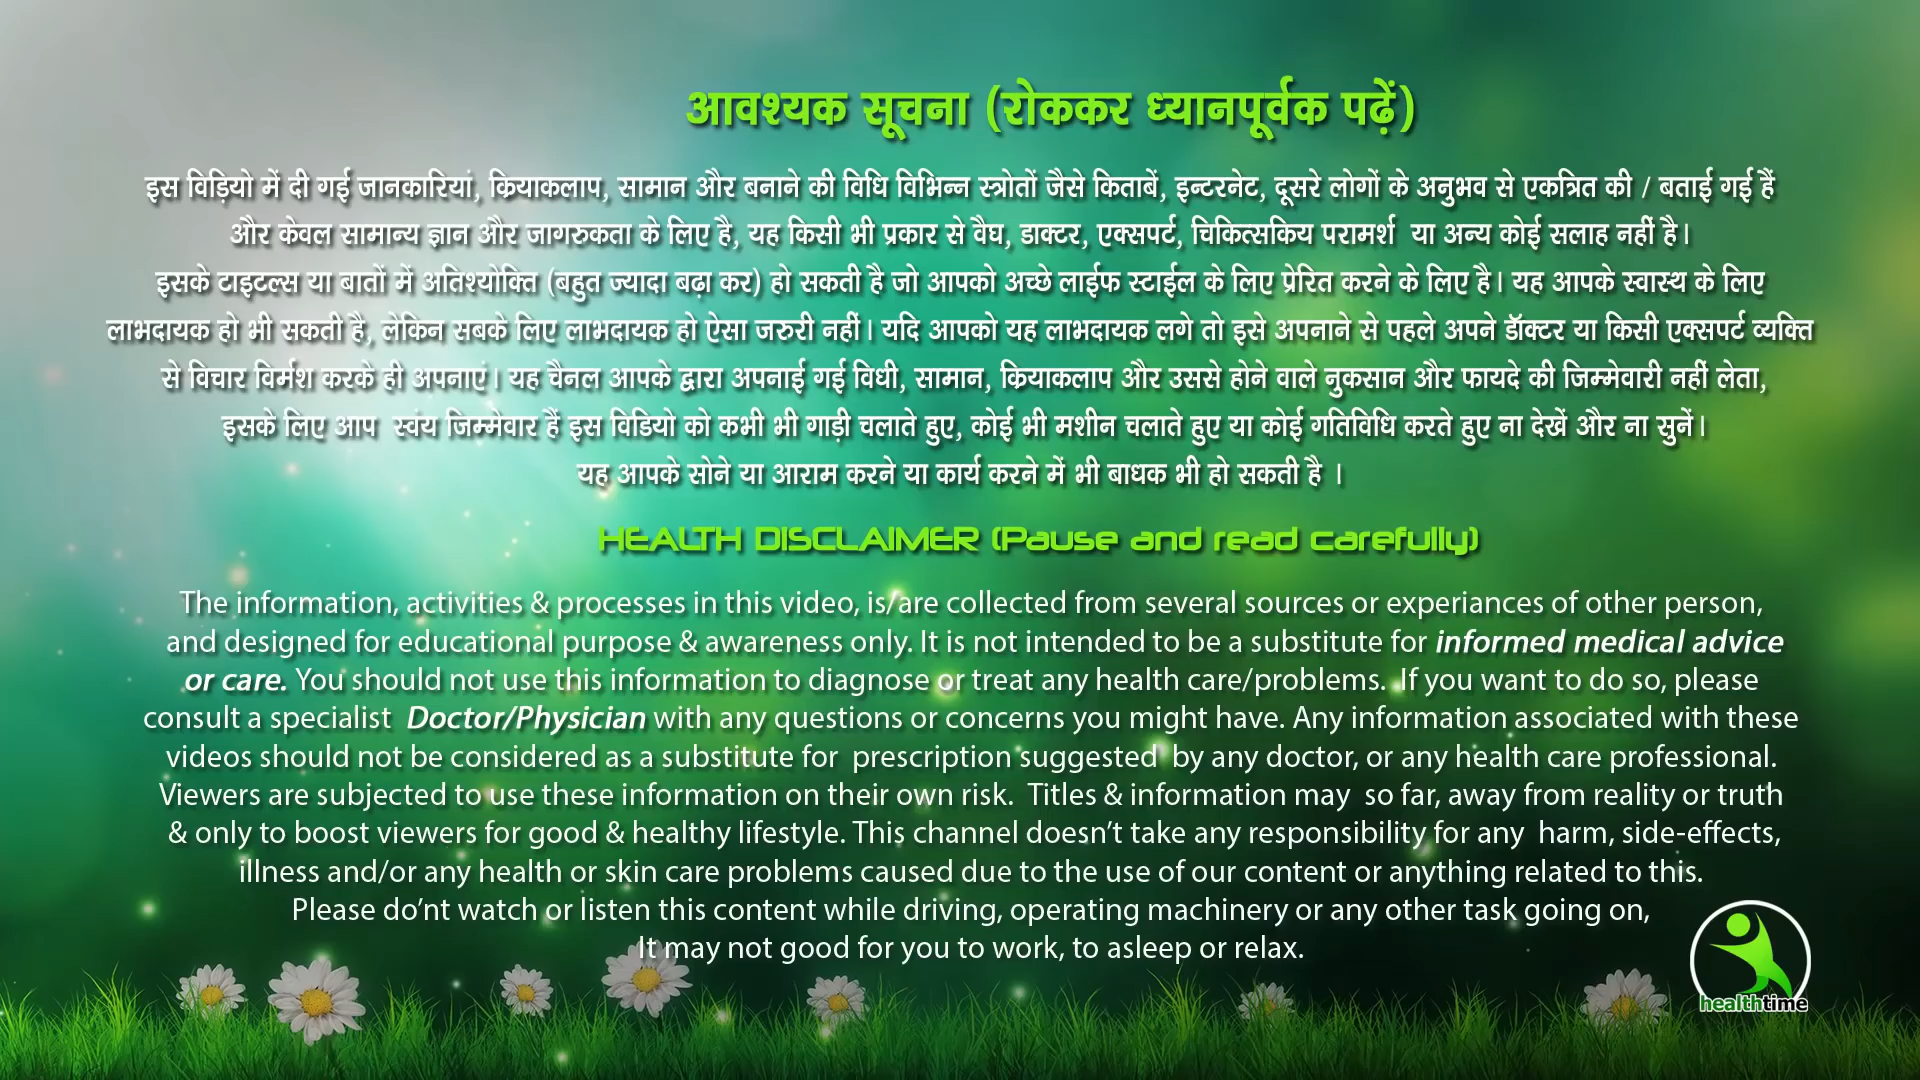 आवश्यक सूचना (रोककर ध्यानपूर्वक पढ़ें)
इस विड़ियो में दी गई जानकारियां, क्रियाकलाप, सामान और बनाने की विधि विभिन्न स्त्रोतों जैसे किताबें, इन्टरनेट, दूसरे लोगों के अनुभव से एकत्रित की / बताई गई हैं
और केवल सामान्य ज्ञान और जागरुकता के लिए है, यह किसी भी प्रकार से वैघ, डाक्टर, एक्सपर्ट, चिकित्सकिय परामर्श या अन्य कोई सलाह नहीं है।
इसके टाइटल्स या बातों में अतिश्योक्ति (बहुत ज्यादा बढ़ा कर) हो सकती है जो आपको अच्छे लाईफ स्टाईल के लिए प्रेरित करने के लिए है। यह आपके स्वास्थ के लिए
लाभदायक हो भी सकती है, लेकिन सबके लिए लाभदायक हो ऐसा जरुरी नहीं। यदि आपको यह लाभदायक लगे तो इसे अपनाने से पहले अपने डॉक्टर या किसी एक्सपर्ट व्यक्ति
से विचार विर्मश करके ही अपनाएं। यह चैनल आपके द्वारा अपनाई गई विधी, सामान, क्रियाकलाप और उससे होने वाले नुकसान और फायदे की जिम्मेवारी नहीं लेता,
इसके लिए आप स्वंय जिम्मेवार हैं इस विडियो को कभी भी गाड़ी चलाते हुए, कोई भी मशीन चलाते हुए या कोई गतिविधि करते हुए ना देखें और ना सुनें।
यह आपके सोने या आराम करने या कार्य करने में भी बाधक भी हो सकती है ।
HEALTH DISCLAIMER (Pause and read carefully)
The information, activities & processes in this video, is/are collected from several sources or experiances of other person,
and designed for educational purpose & awareness only. It is not intended to be a substitute for informed medical advice
or care. You should not use this information to diagnose or treat any health care/problems. If you want to do so, please
consult a specialist Doctor/Physician with any questions or concerns you might have. Any information associated with these
videos should not be considered as a substitute for prescription suggested by any doctor, or any health care professional.
Viewers are subjected to use these information on their own risk. Titles & information may so far, away from reality or truth
& only to boost viewers for good & healthy lifestyle. This channel doesn't take any responsibility for any harm, side-effects,
illness and/or any health or skin care problems caused due to the use of our content or anything related to this.
Please do'nt watch or listen this content while driving, operating machinery or any other task going on,
It may not good for you to work, to asleep or relax.
healthtime